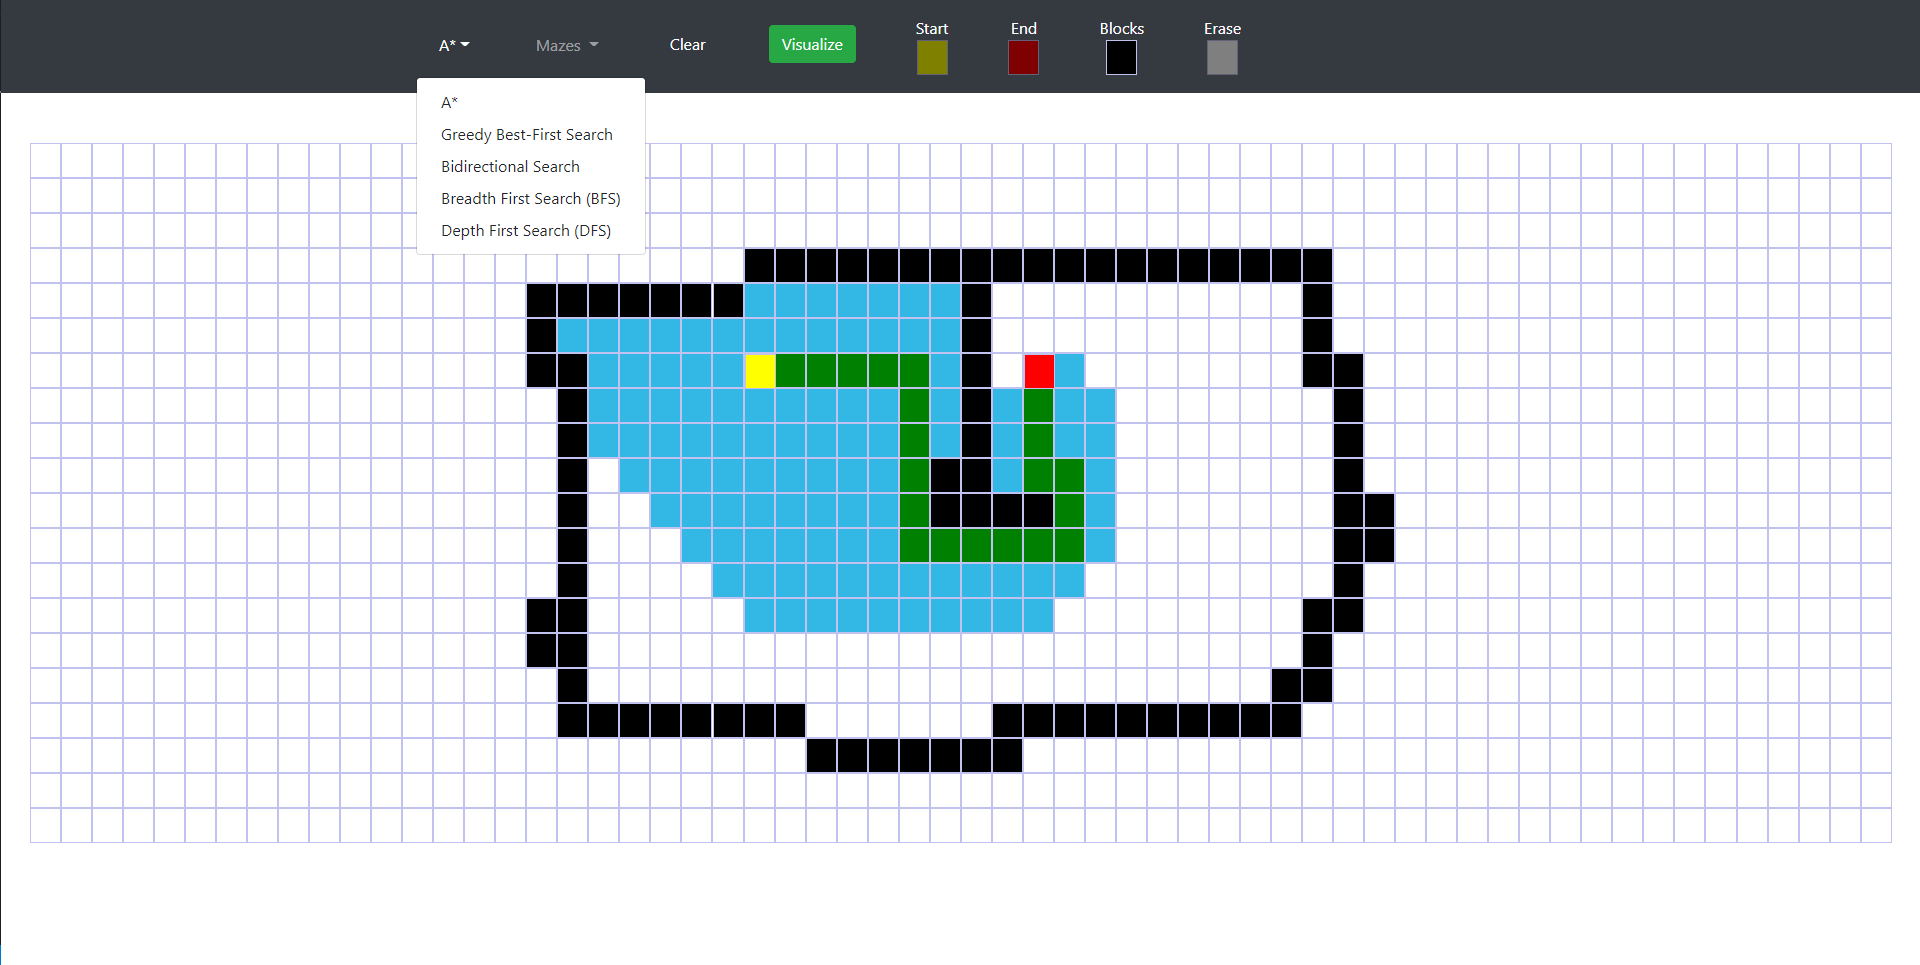 A*
Mazes
Clear
Visualize
Start
End
Blocks
Erase
A*
Greedy Best-First Search
Bidirectional Search
Breadth First Search (BFS)
Depth First Search (DFS)